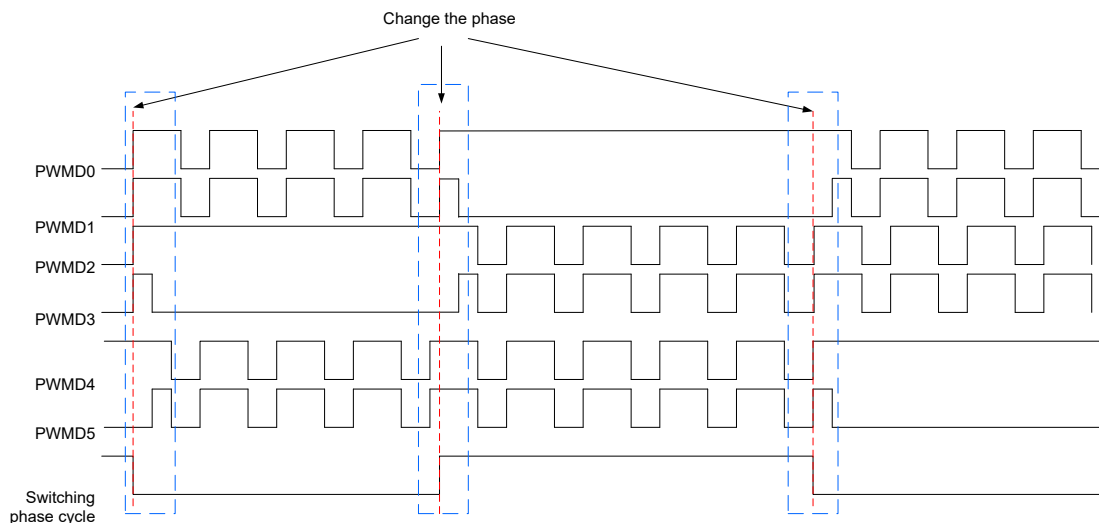 Change the phase
PWMD0
PWMD1
PWMD2
PWMD3
PWMD4
PWMD5
Switching
phase cycle